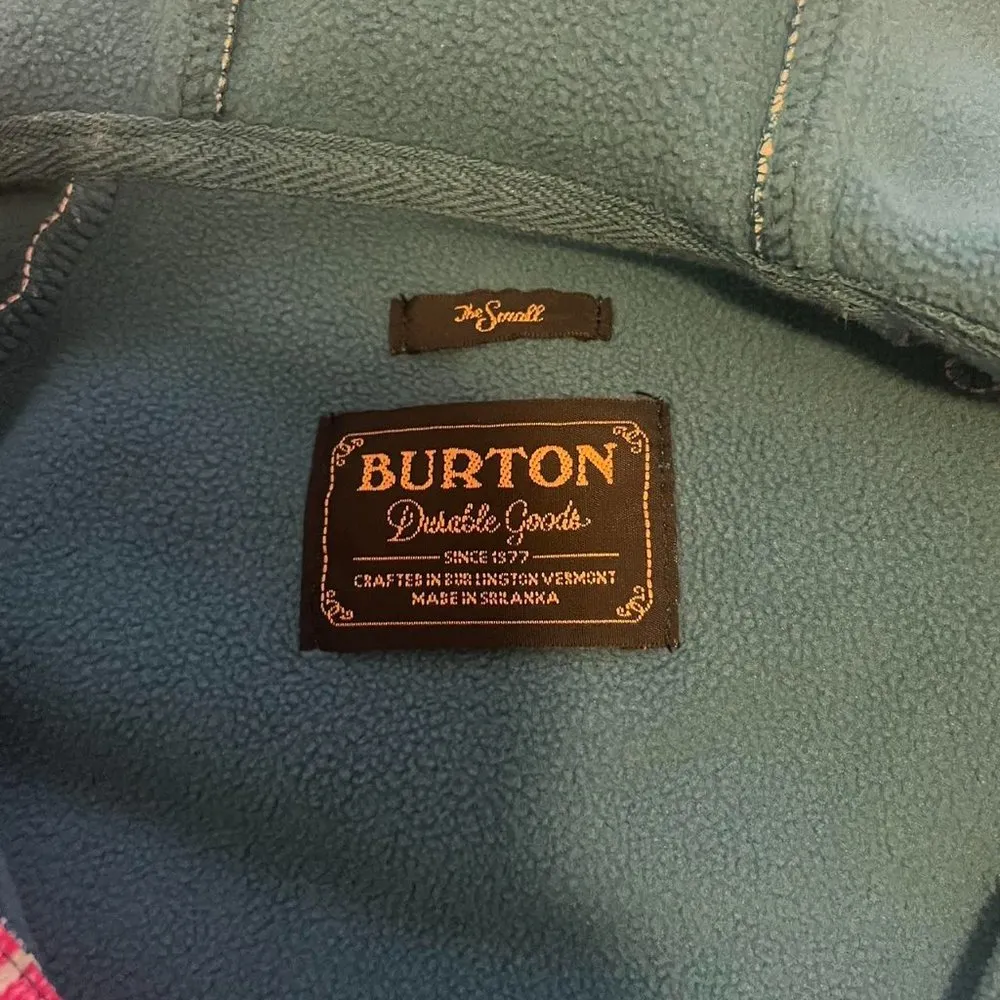 The Small
BURTON
Durable Goods
SINCE 1977
CRAFTED IN BURLINGTON VERMONT
MADE IN SRILANKA